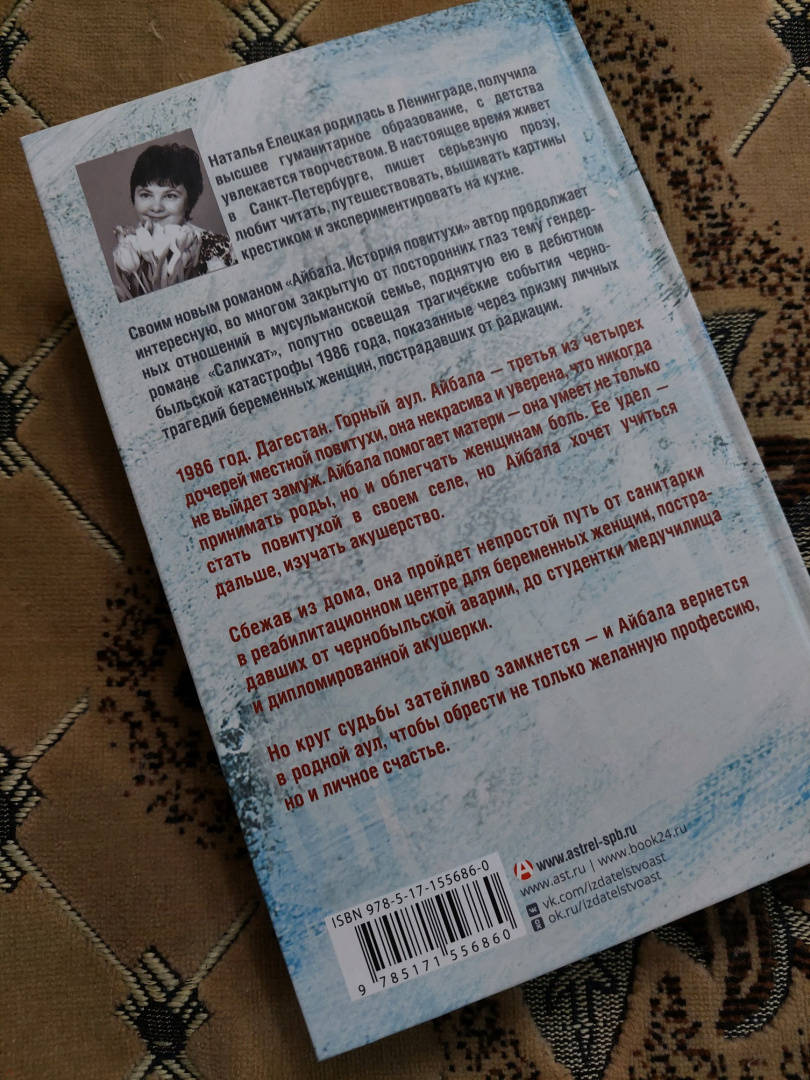 Наталья Елецкая родилась в Ленинграде, получила
высшее гуманитарное образование, с детства
увлекается творчеством. В настоящее время живет
в Санкт-Петербурге, пишет серьезную прозу,
любит читать, путешествовать, вышивать картины
крестиком и экспериментировать на кухне.
Своим новым романом «Айбала. История повитухи» автор продолжает
интересную, во многом закрытую от посторонних глаз тему гендер-
ных отношений в мусульманской семье, поднятую ею в дебютном
романе «Салихат», попутно освещая трагические события черно-
быльской катастрофы 1986 года, показанные через призму личных
трагедий беременных женщин, пострадавших от радиации.
1986 год. Дагестан. Горный аул. Айбала — третья из четырех
дочерей местной повитухи, она некрасива и уверена, что никогда
не выйдет замуж. Айбала помогает матери — она умеет не только
принимать роды, но и облегчать женщинам боль. Ее удел —
стать повитухой в своем селе, но Айбала хочет учиться
дальше, изучать акушерство.
Сбежав из дома, она пройдет непростой путь от санитарки
в реабилитационном центре для беременных женщин, постра-
давших от чернобыльской аварии, до студентки медучилища
и дипломированной акушерки.
Но круг судьбы затейливо замкнется — и Айбала вернется
в родной аул, чтобы обрести не только желанную профессию,
но и личное счастье.
ISBN 978-5-17-155686-0
9 785171 556860
www.astrel-spb.ru
www.ast.ru | www.book24.ru
vk.com/izdatelstvoast
ok.ru/izdatelstvoast